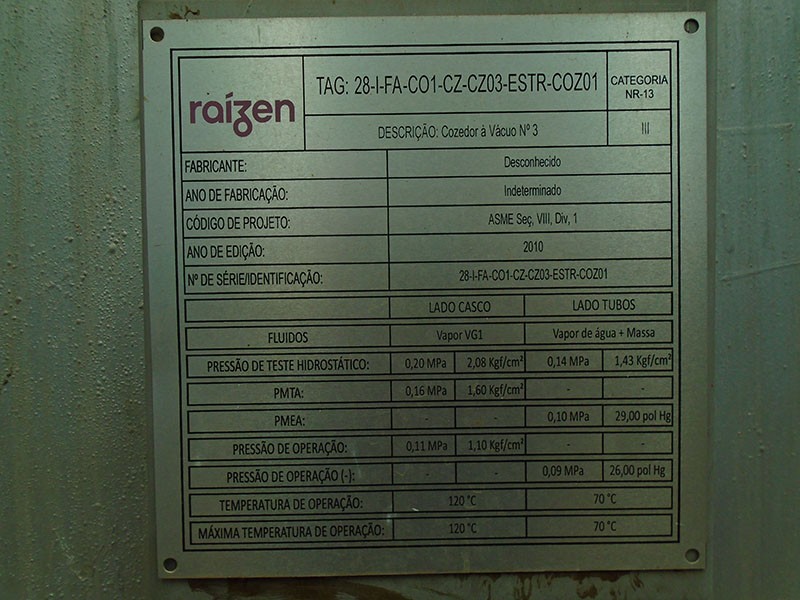 raízen
TAG: 28-I-FA-CO1-CZ-CZ03-ESTR-COZ01
CATEGORIA
NR-13
DESCRIÇÃO: Cozedor à Vácuo Nº 3
III
FABRICANTE: Desconhecido
ANO DE FABRICAÇÃO: Indeterminado
CÓDIGO DE PROJETO: ASME Seç, VIII, Div, 1
ANO DE EDIÇÃO: 2010
Nº DE SÉRIE/IDENTIFICAÇÃO: 28-I-FA-CO1-CZ-CZ03-ESTR-COZ01
LADO CASCO LADO TUBOS
FLUIDOS Vapor VG1 Vapor de água + Massa
PRESSÃO DE TESTE HIDROSTÁTICO: 0,20 MPa 2,08 Kgf/cm² 0,14 MPa 1,43 Kgf/cm²
PMTA: 0,16 MPa 1,60 Kgf/cm² - -
PMEA: - - 0,10 MPa 29,00 pol Hg
PRESSÃO DE OPERAÇÃO: 0,11 MPa 1,10 Kgf/cm² - -
PRESSÃO DE OPERAÇÃO (-): - - 0,09 MPa 26,00 pol Hg
TEMPERATURA DE OPERAÇÃO: 120 °C 70 °C
MÁXIMA TEMPERATURA DE OPERAÇÃO: 120 °C 70 °C